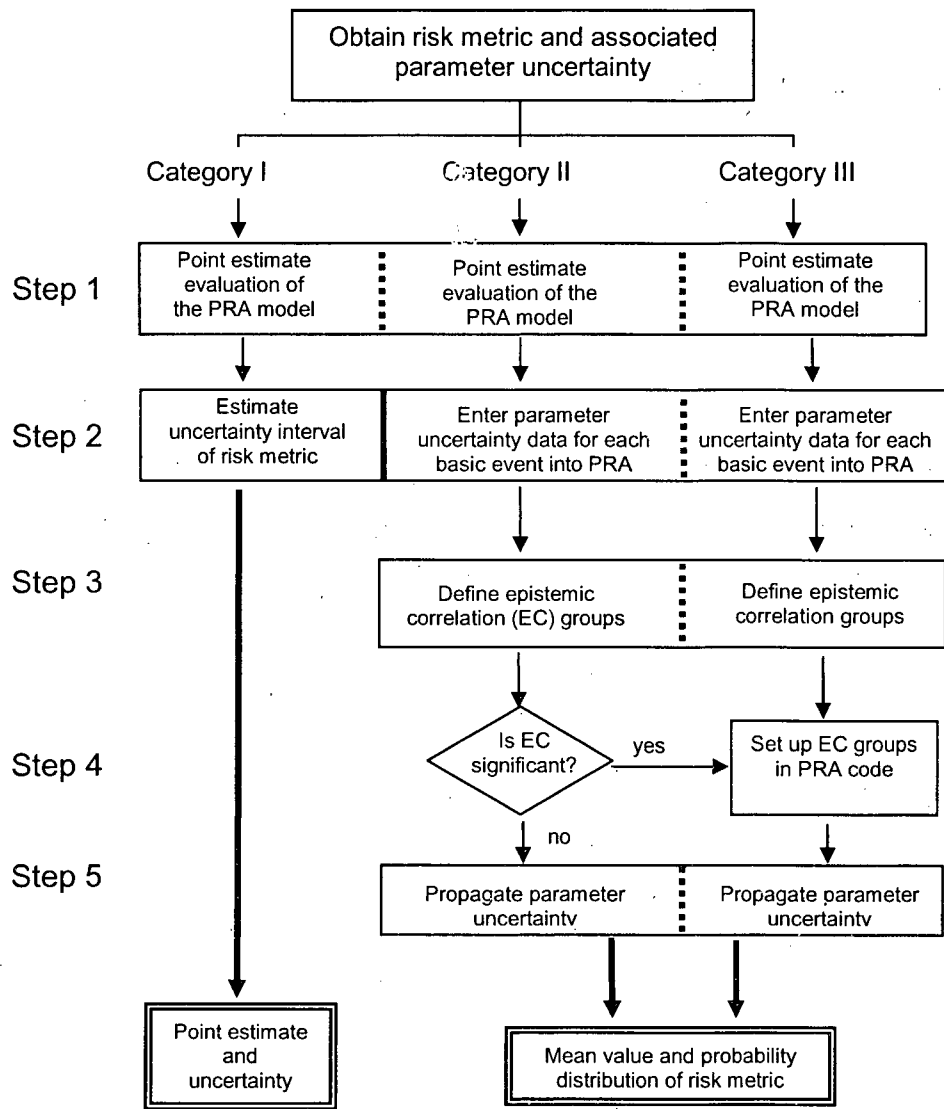 Obtain risk metric and associated
parameter uncertainty
Category I
Category II
Category III
Step 1
Point estimate
evaluation of
the PRA model
Point estimate
evaluation of the
PRA model
Point estimate
evaluation of the
PRA model
Step 2
Estimate
uncertainty interval
of risk metric
Enter parameter
uncertainty data for each
basic event into PRA
Enter parameter
uncertainty data for each
basic event into PRA
Step 3
Define epistemic
correlation (EC) groups
Define epistemic
correlation groups
Step 4
Is EC
significant?
yes
Set up EC groups
in PRA code
no
Step 5
Propagate parameter
uncertainty
Propagate parameter
uncertainty
Point estimate
and
uncertainty
Mean value and probability
distribution of risk metric